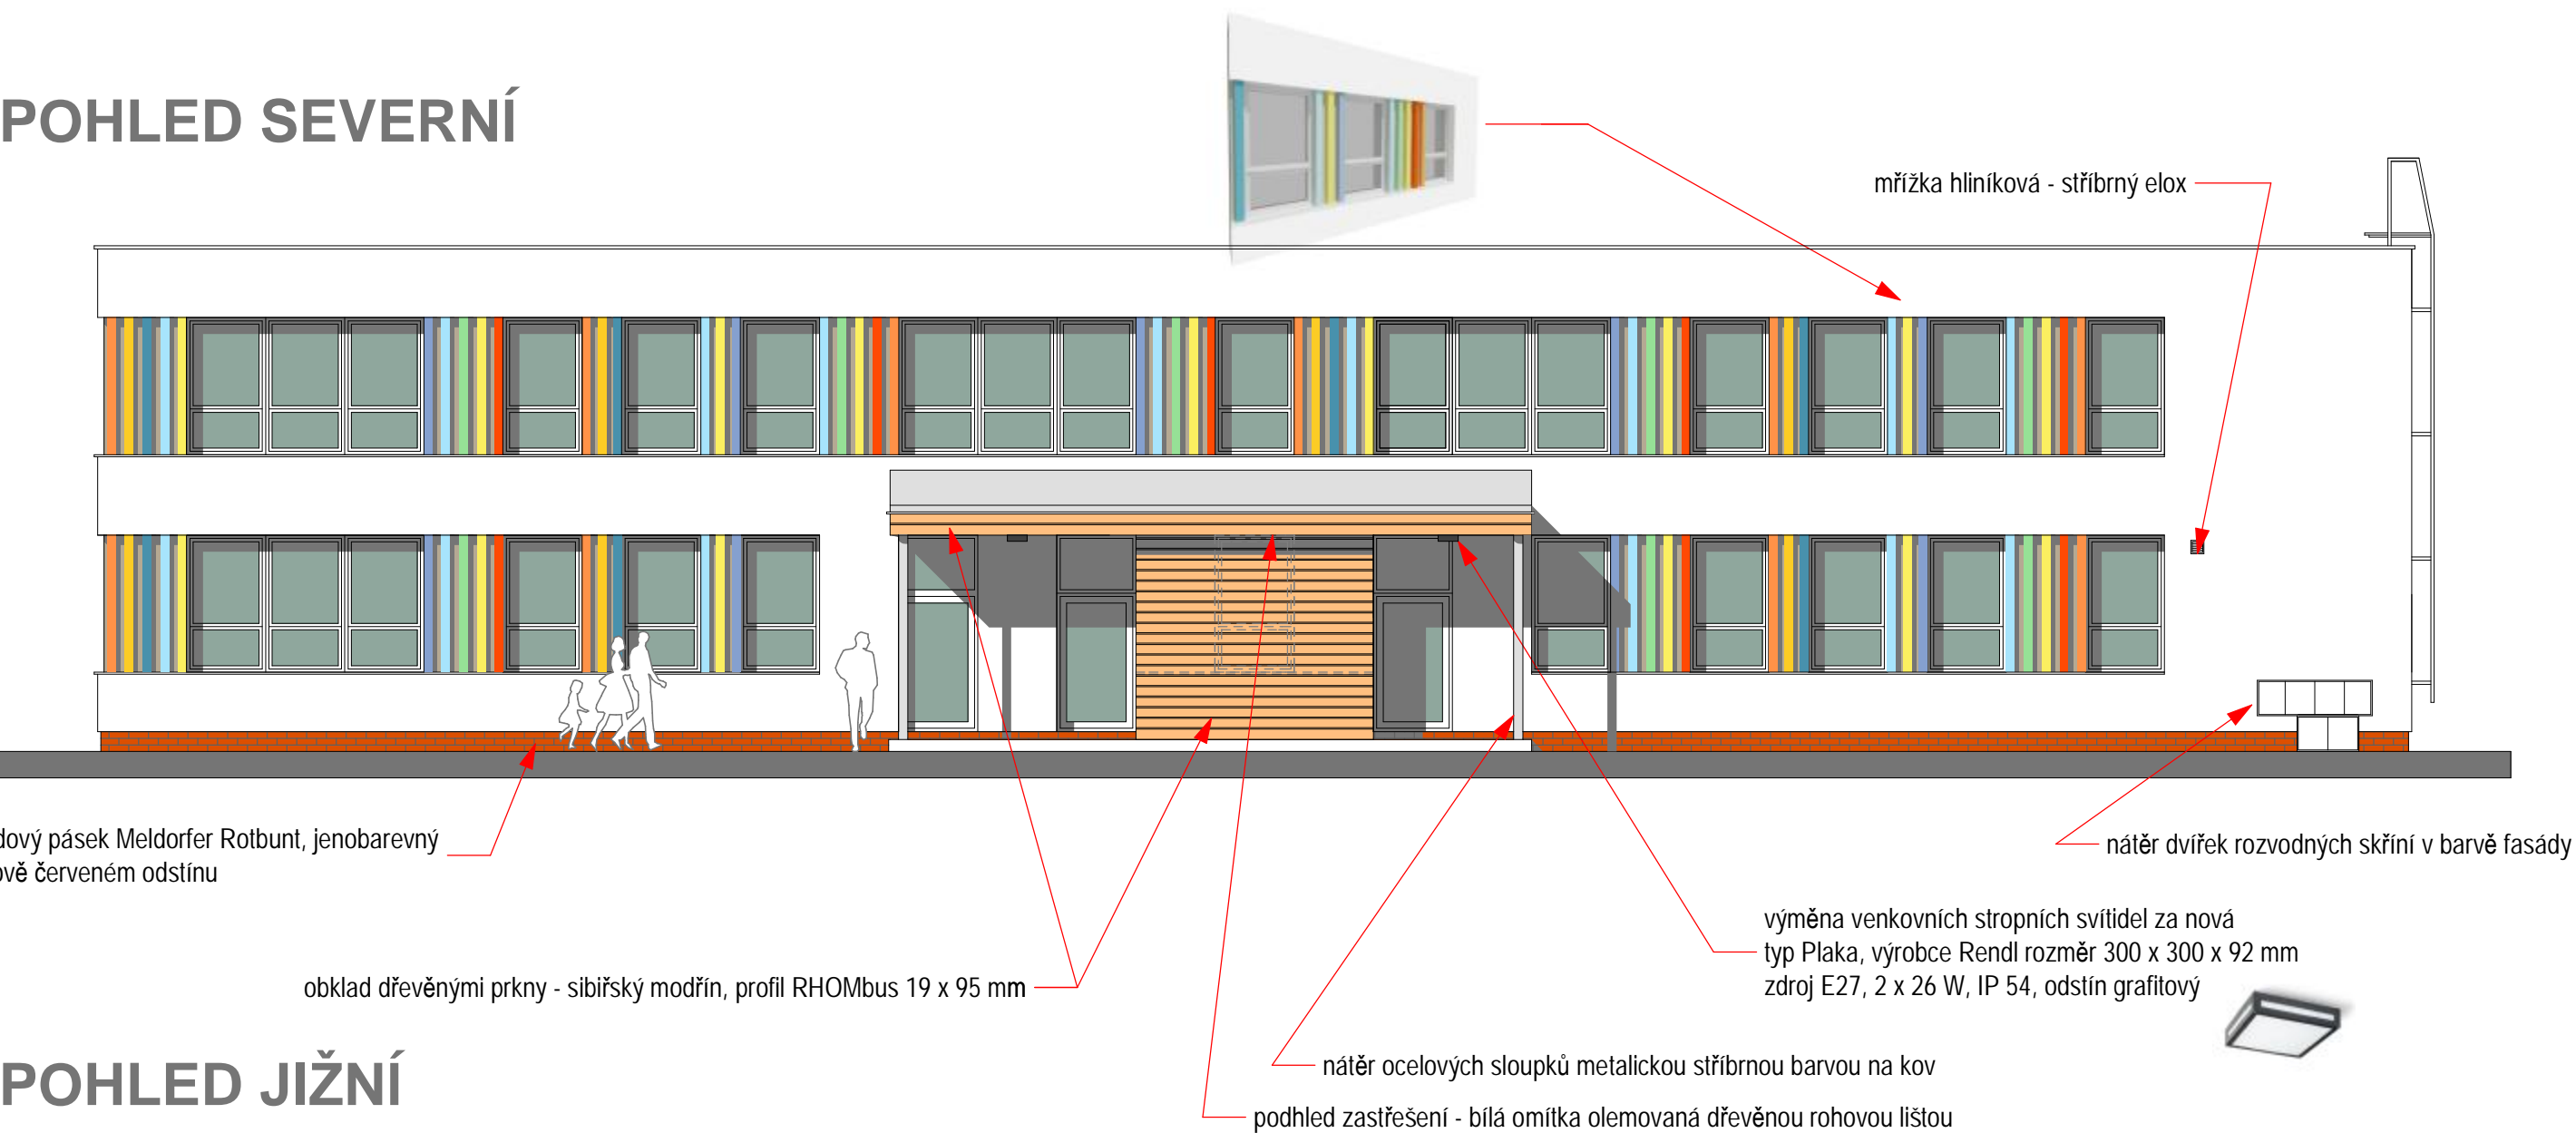 POHLED SEVERNÍ
mřížka hliníková - stříbrný elox
pásek Meldorfer Rotbunt, jenobarevný
červeném odstínu
nátěr dvířek rozvodných skříní v barvě fasády
výměna venkovních stropních svítidel za nová
typ Plaka, výrobce Rendl rozměr 300 x 300 x 92 mm
zdroj E27, 2 x 26 W, IP 54, odstín grafitový
obklad dřevěnými prkny - sibiřský modřín, profil RHOMbus 19 x 95 mm
nátěr ocelových sloupků metalickou stříbrnou barvou na kov
POHLED JIŽNÍ
podhled zastřešení - bílá omítka olemovaná dřevěnou rohovou lištou